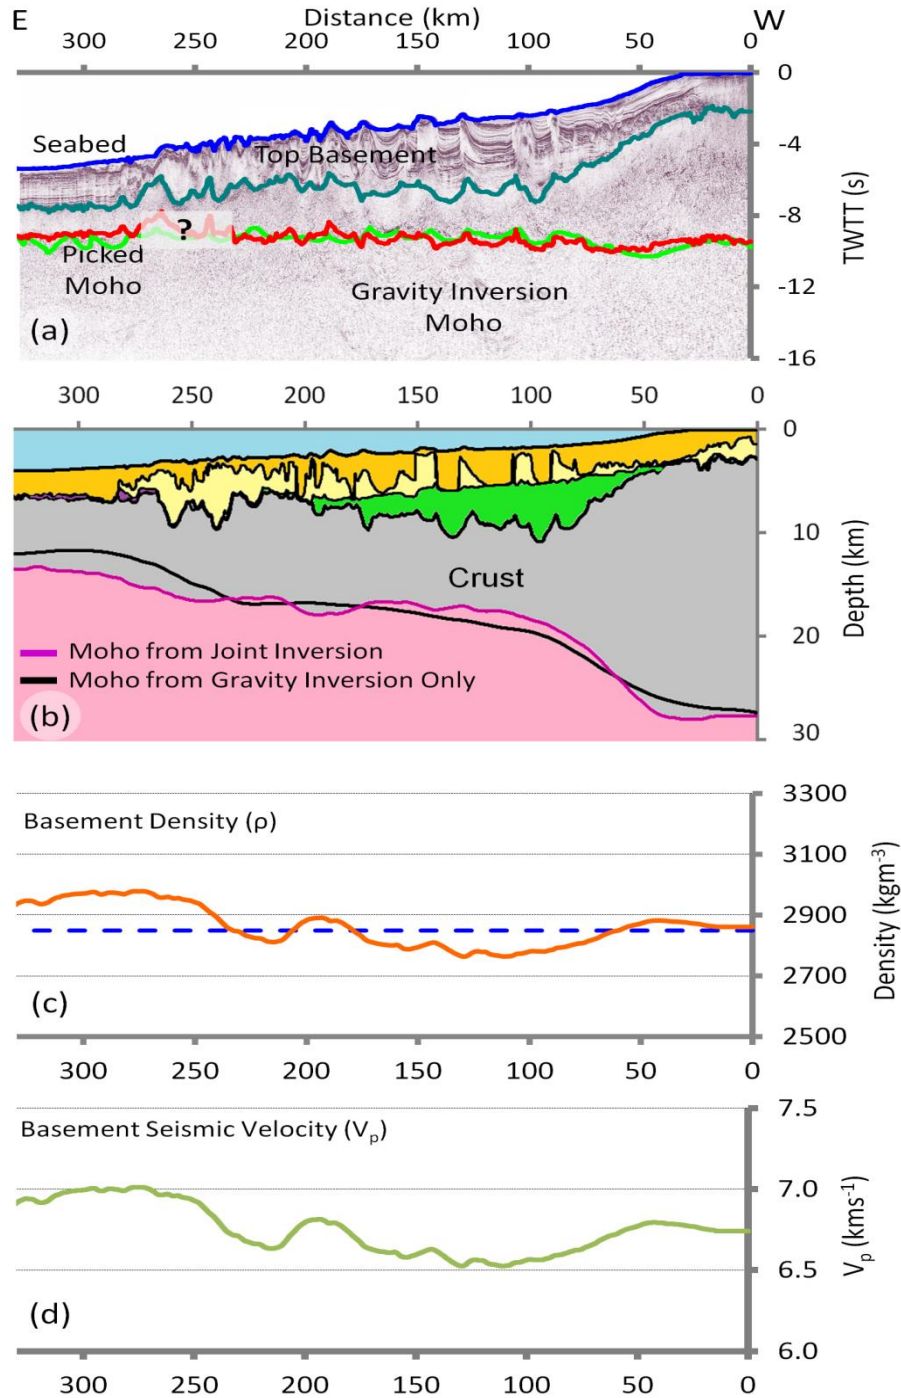 E Distance (km) W
300 250 200 150 100 50 0
0
Seabed
-4
Top Basement
-8
?
Picked
Moho
Gravity Inversion
Moho
-12
-16
TWTT (s)
(a)
300 250 200 150 100 50 0
0
10
Crust
20
Moho from Joint Inversion
Moho from Gravity Inversion Only
30
Depth (km)
(b)
3300
Basement Density (ρ)
3100
2900
2700
2500
Density (kgm⁻³)
(c)
300 250 200 150 100 50 0
7.5
Basement Seismic Velocity (Vₚ)
7.0
6.5
6.0
Vₚ (kms⁻¹)
(d)
300 250 200 150 100 50 0